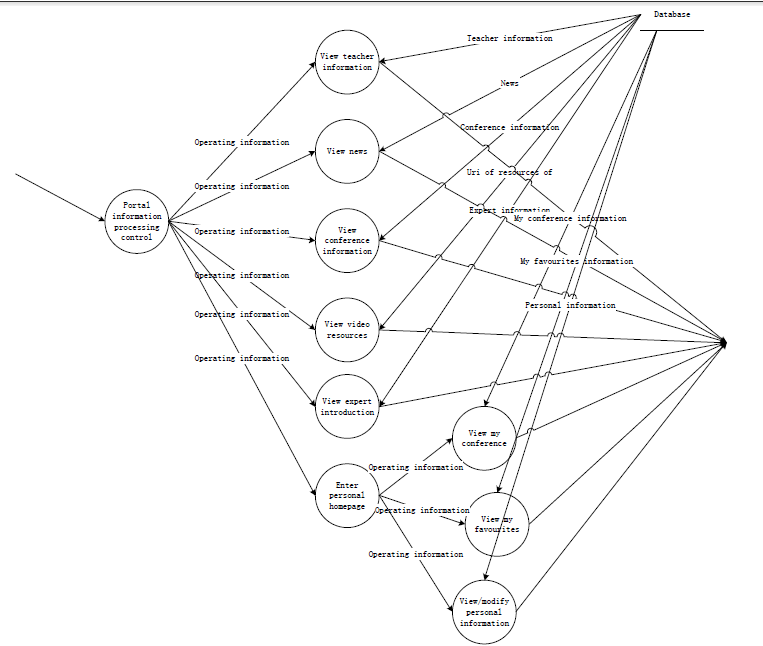 Database
Teacher information
View teacher
information
News
Conference information
Operating information
View news
Uri of resources of
Operating information
Portal
information
processing
control
Expert information
My conference information
Operating information
View
conference
information
My favourites information
Operating information
Personal information
Operating information
View video
resources
Operating information
View expert
introduction
View my
conference
Operating information
Enter
personal
homepage
Operating information
View my
favourites
Operating information
View/modify
personal
information